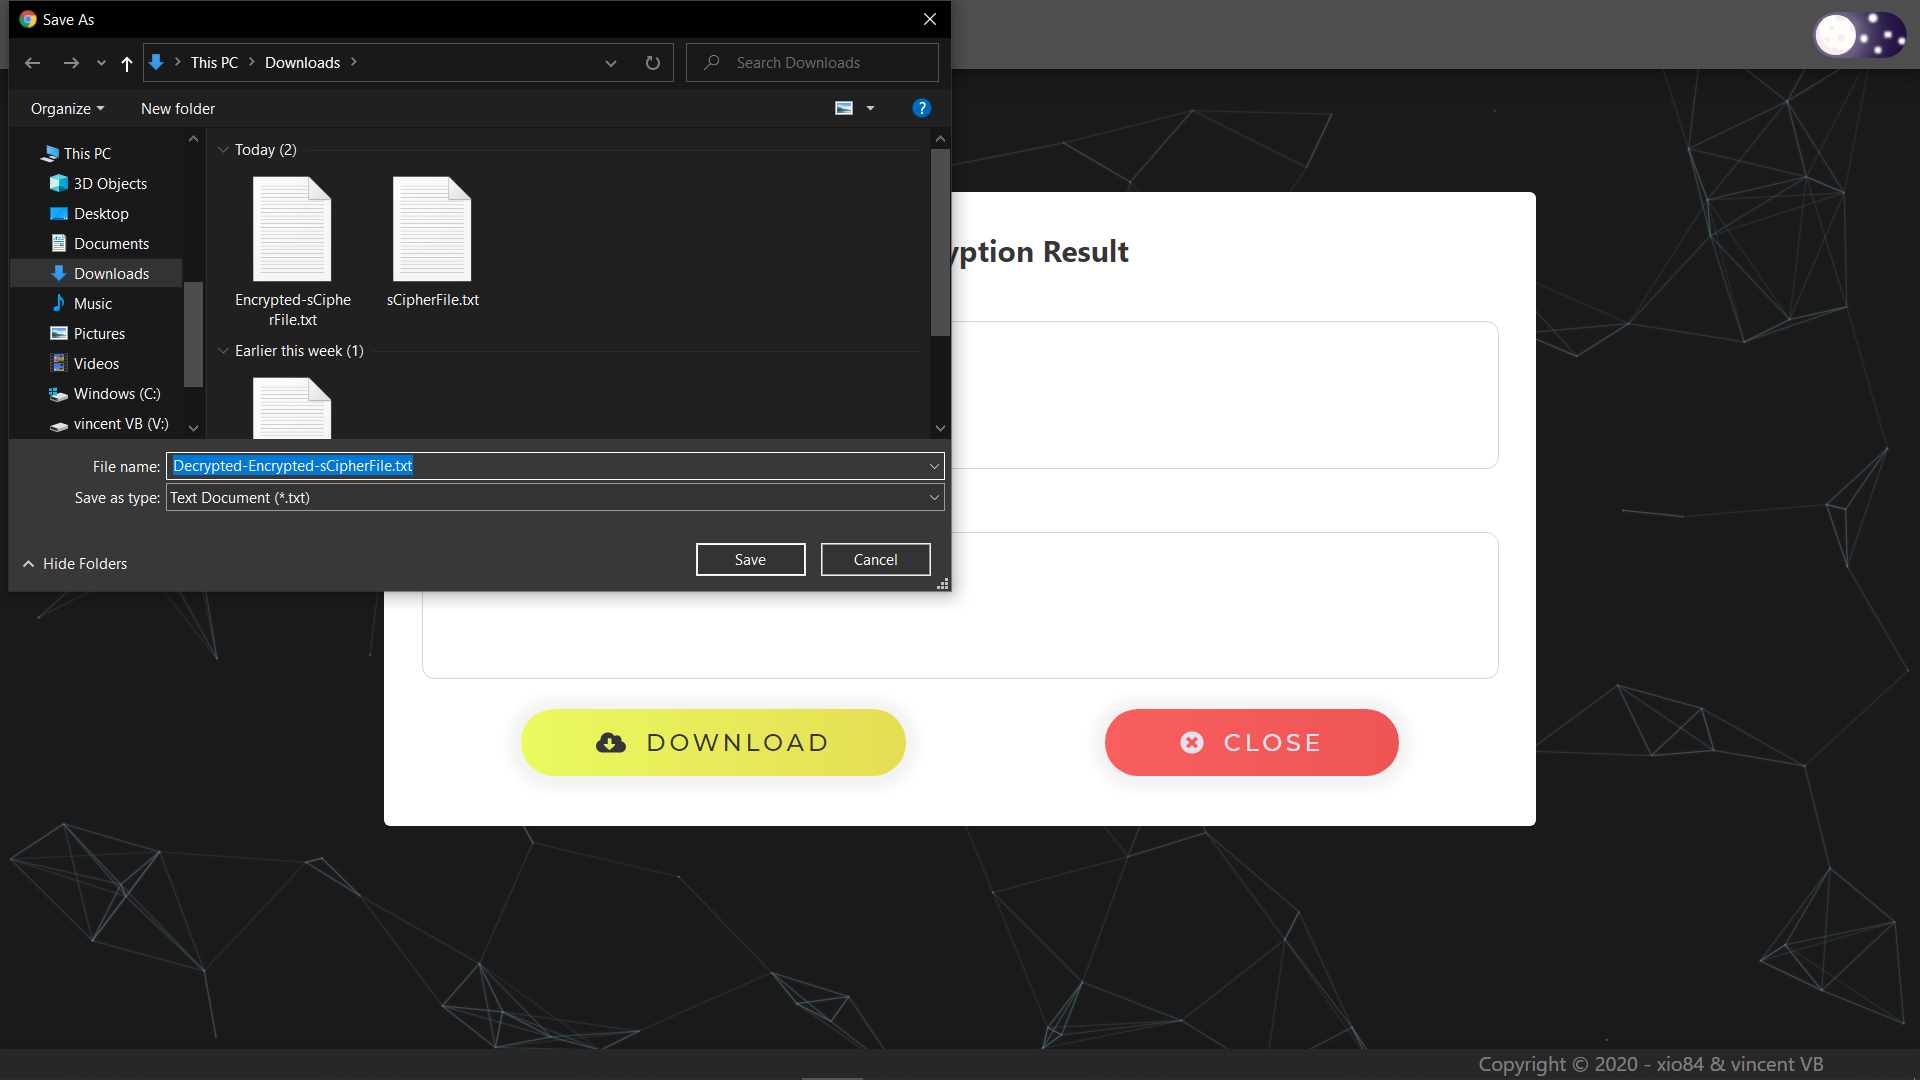 Save As
This PC
Downloads
Search Downloads
Organize
New folder
?
This PC
3D Objects
Desktop
Documents
Downloads
Music
Pictures
Videos
Windows (C:)
vincent VB (V:)
Today (2)
Encrypted-sCiphe
rFile.txt
sCipherFile.txt
Earlier this week (1)
File name:
Decrypted-Encrypted-sCipherFile.txt
Save as type:
Text Document (*.txt)
Hide Folders
Save
Cancel
yption Result
DOWNLOAD
CLOSE
Copyright © 2020 - xio84 & vincent VB